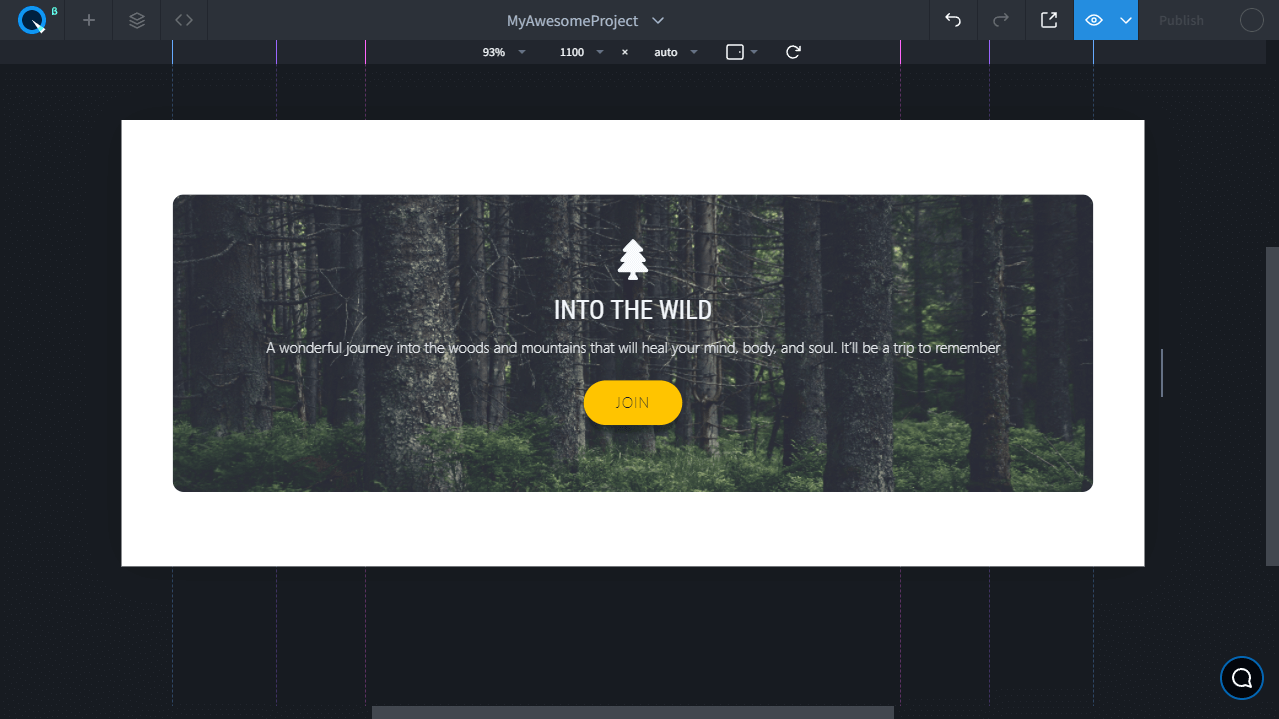 β
MyAwesomeProject
Publish
93% 1100 × auto
INTO THE WILD
A wonderful journey into the woods and mountains that will heal your mind, body, and soul. It'll be a trip to remember
JOIN